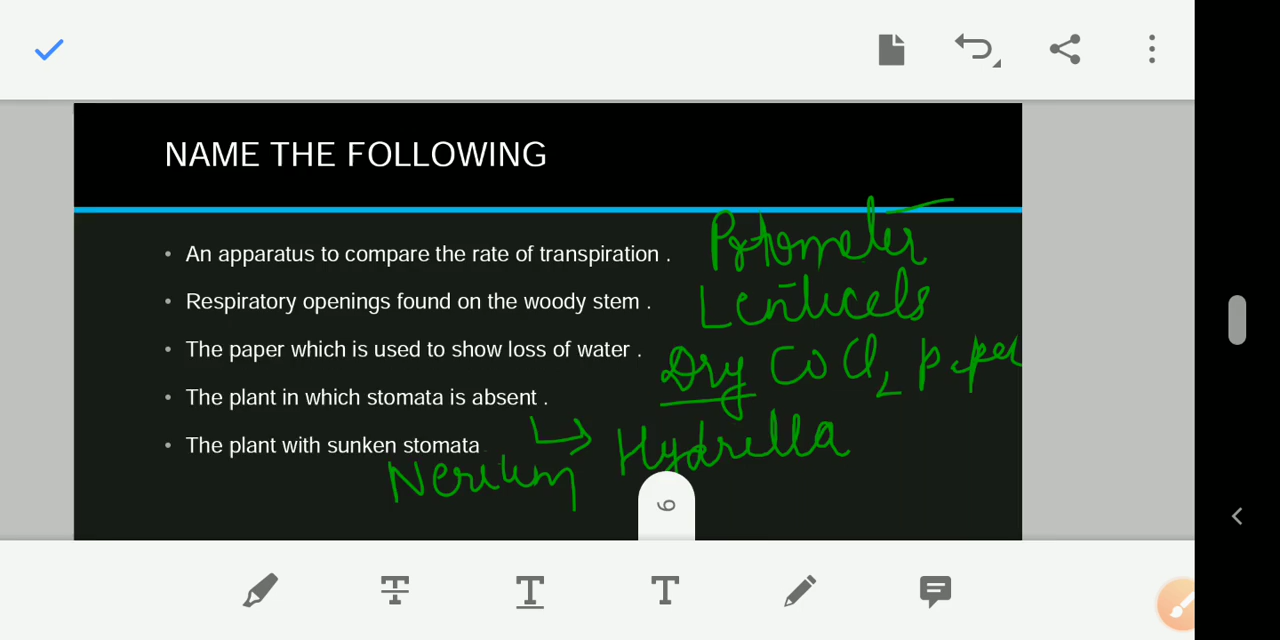 NAME THE FOLLOWING
• An apparatus to compare the rate of transpiration . Potometer
• Respiratory openings found on the woody stem . Lenticels
• The paper which is used to show loss of water . Dry CoCl2 paper
• The plant in which stomata is absent . → Hydrilla
• The plant with sunken stomata Nerium
6